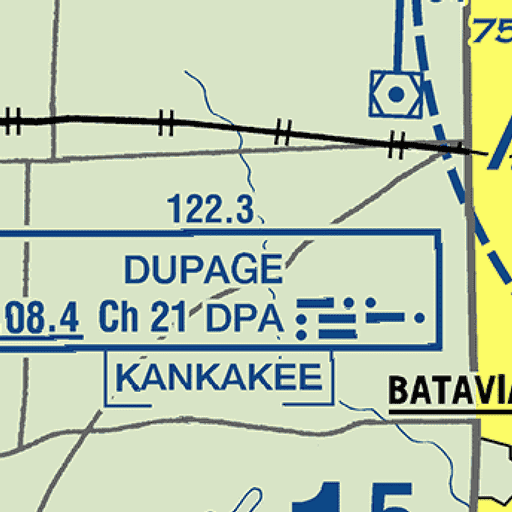 75
122.3
DUPAGE
08.4 Ch 21 DPA
KANKAKEE
BATAVIA
15